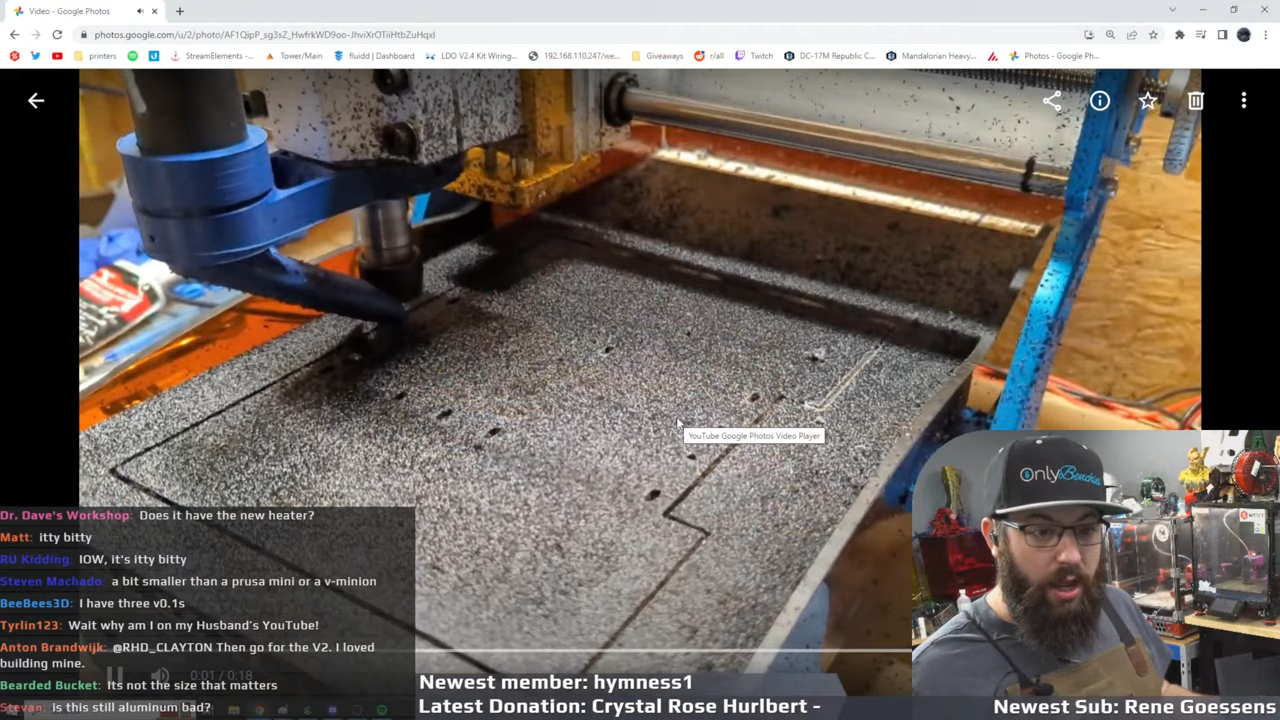 Video - Google Photos
photos.google.com/u/2/photo/AF1QipP_sg3sZ_HwfrkWD9oo-JhviXrOTiiHtbZuHqxl
printers
StreamElements -...
Tower/Main
fluidd | Dashboard
LDO V2.4 Kit Wiring...
192.168.110.247/we...
Giveaways
r/all
Twitch
DC-17M Republic C...
Mandalorian Heavy...
Photos - Google Ph...
YouTube Google Photos Video Player
OnlyBenchin
Dr. Dave's Workshop: Does it have the new heater?
Matt: itty bitty
RU Kidding: IOW, it's itty bitty
Steven Machado: a bit smaller than a prusa mini or a v-minion
BeeBees3D: I have three v0.1s
Tyrlin123: Wait why am I on my Husband's YouTube!
Anton Brandwijk: @RHD_CLAYTON Then go for the V2. I loved
building mine.
0:01 / 0:18
Bearded Bucket: Its not the size that matters
Stevan: is this still aluminum bad?
Newest member: hymness1
Latest Donation: Crystal Rose Hurlbert -
Newest Sub: Rene Goessens